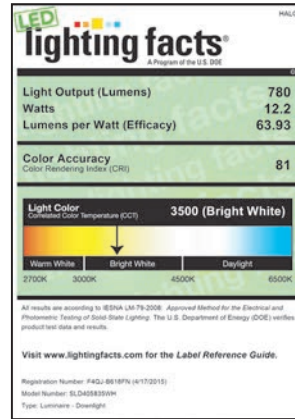 HALO
LED
lighting facts®
A Program of the U.S. DOE
Light Output (Lumens) 780
Watts 12.2
Lumens per Watt (Efficacy) 63.93
Color Accuracy
Color Rendering Index (CRI) 81
Light Color
Correlated Color Temperature (CCT) 3500 (Bright White)
Warm White Bright White Daylight
2700K 3000K 4500K 6500K
All results are according to IESNA LM-79-2008: Approved Method for the Electrical and
Photometric Testing of Solid-State Lighting. The U.S. Department of Energy (DOE) verifies
product test data and results.
Visit www.lightingfacts.com for the Label Reference Guide.
Registration Number: F4QJ-B616FN (4/17/2015)
Model Number: SLD405835WH
Type: Luminaire - Downlight